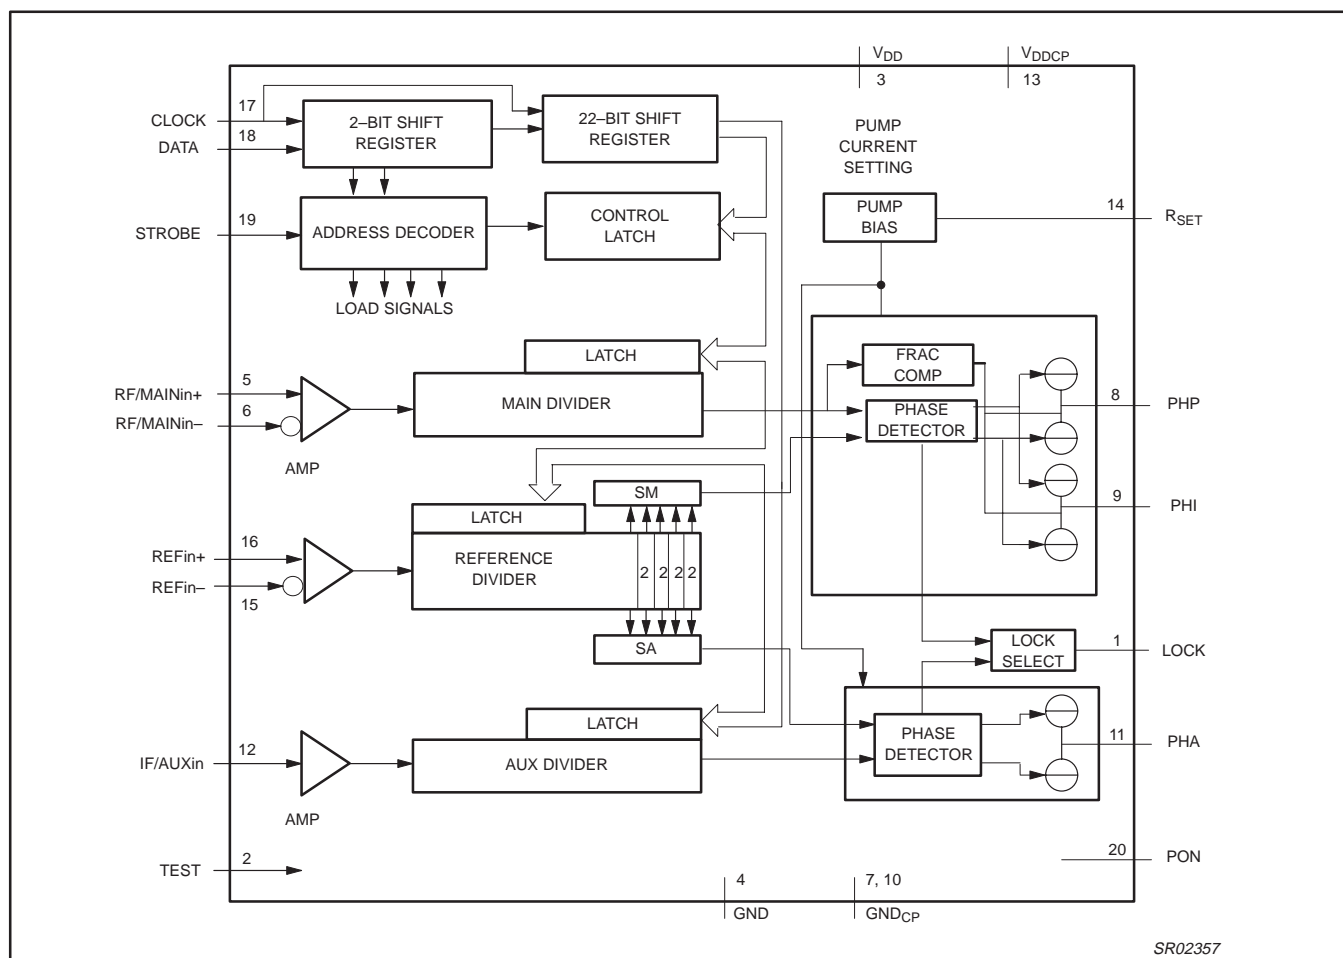 V_DD
V_DDCP
3
13
17
CLOCK
18
DATA
2–BIT SHIFT
REGISTER
22–BIT SHIFT
REGISTER
PUMP
CURRENT
SETTING
19
STROBE
ADDRESS DECODER
CONTROL
LATCH
PUMP
BIAS
14
R_SET
LOAD SIGNALS
LATCH
MAIN DIVIDER
5
RF/MAINin+
6
RF/MAINin–
AMP
FRAC
COMP
PHASE
DETECTOR
8
PHP
9
PHI
SM
LATCH
REFERENCE
DIVIDER
2
2
2
2
16
REFin+
REFin–
15
SA
LOCK
SELECT
1
LOCK
LATCH
AUX DIVIDER
12
IF/AUXin
AMP
PHASE
DETECTOR
11
PHA
2
TEST
20
PON
4
GND
7, 10
GND_CP
SR02357